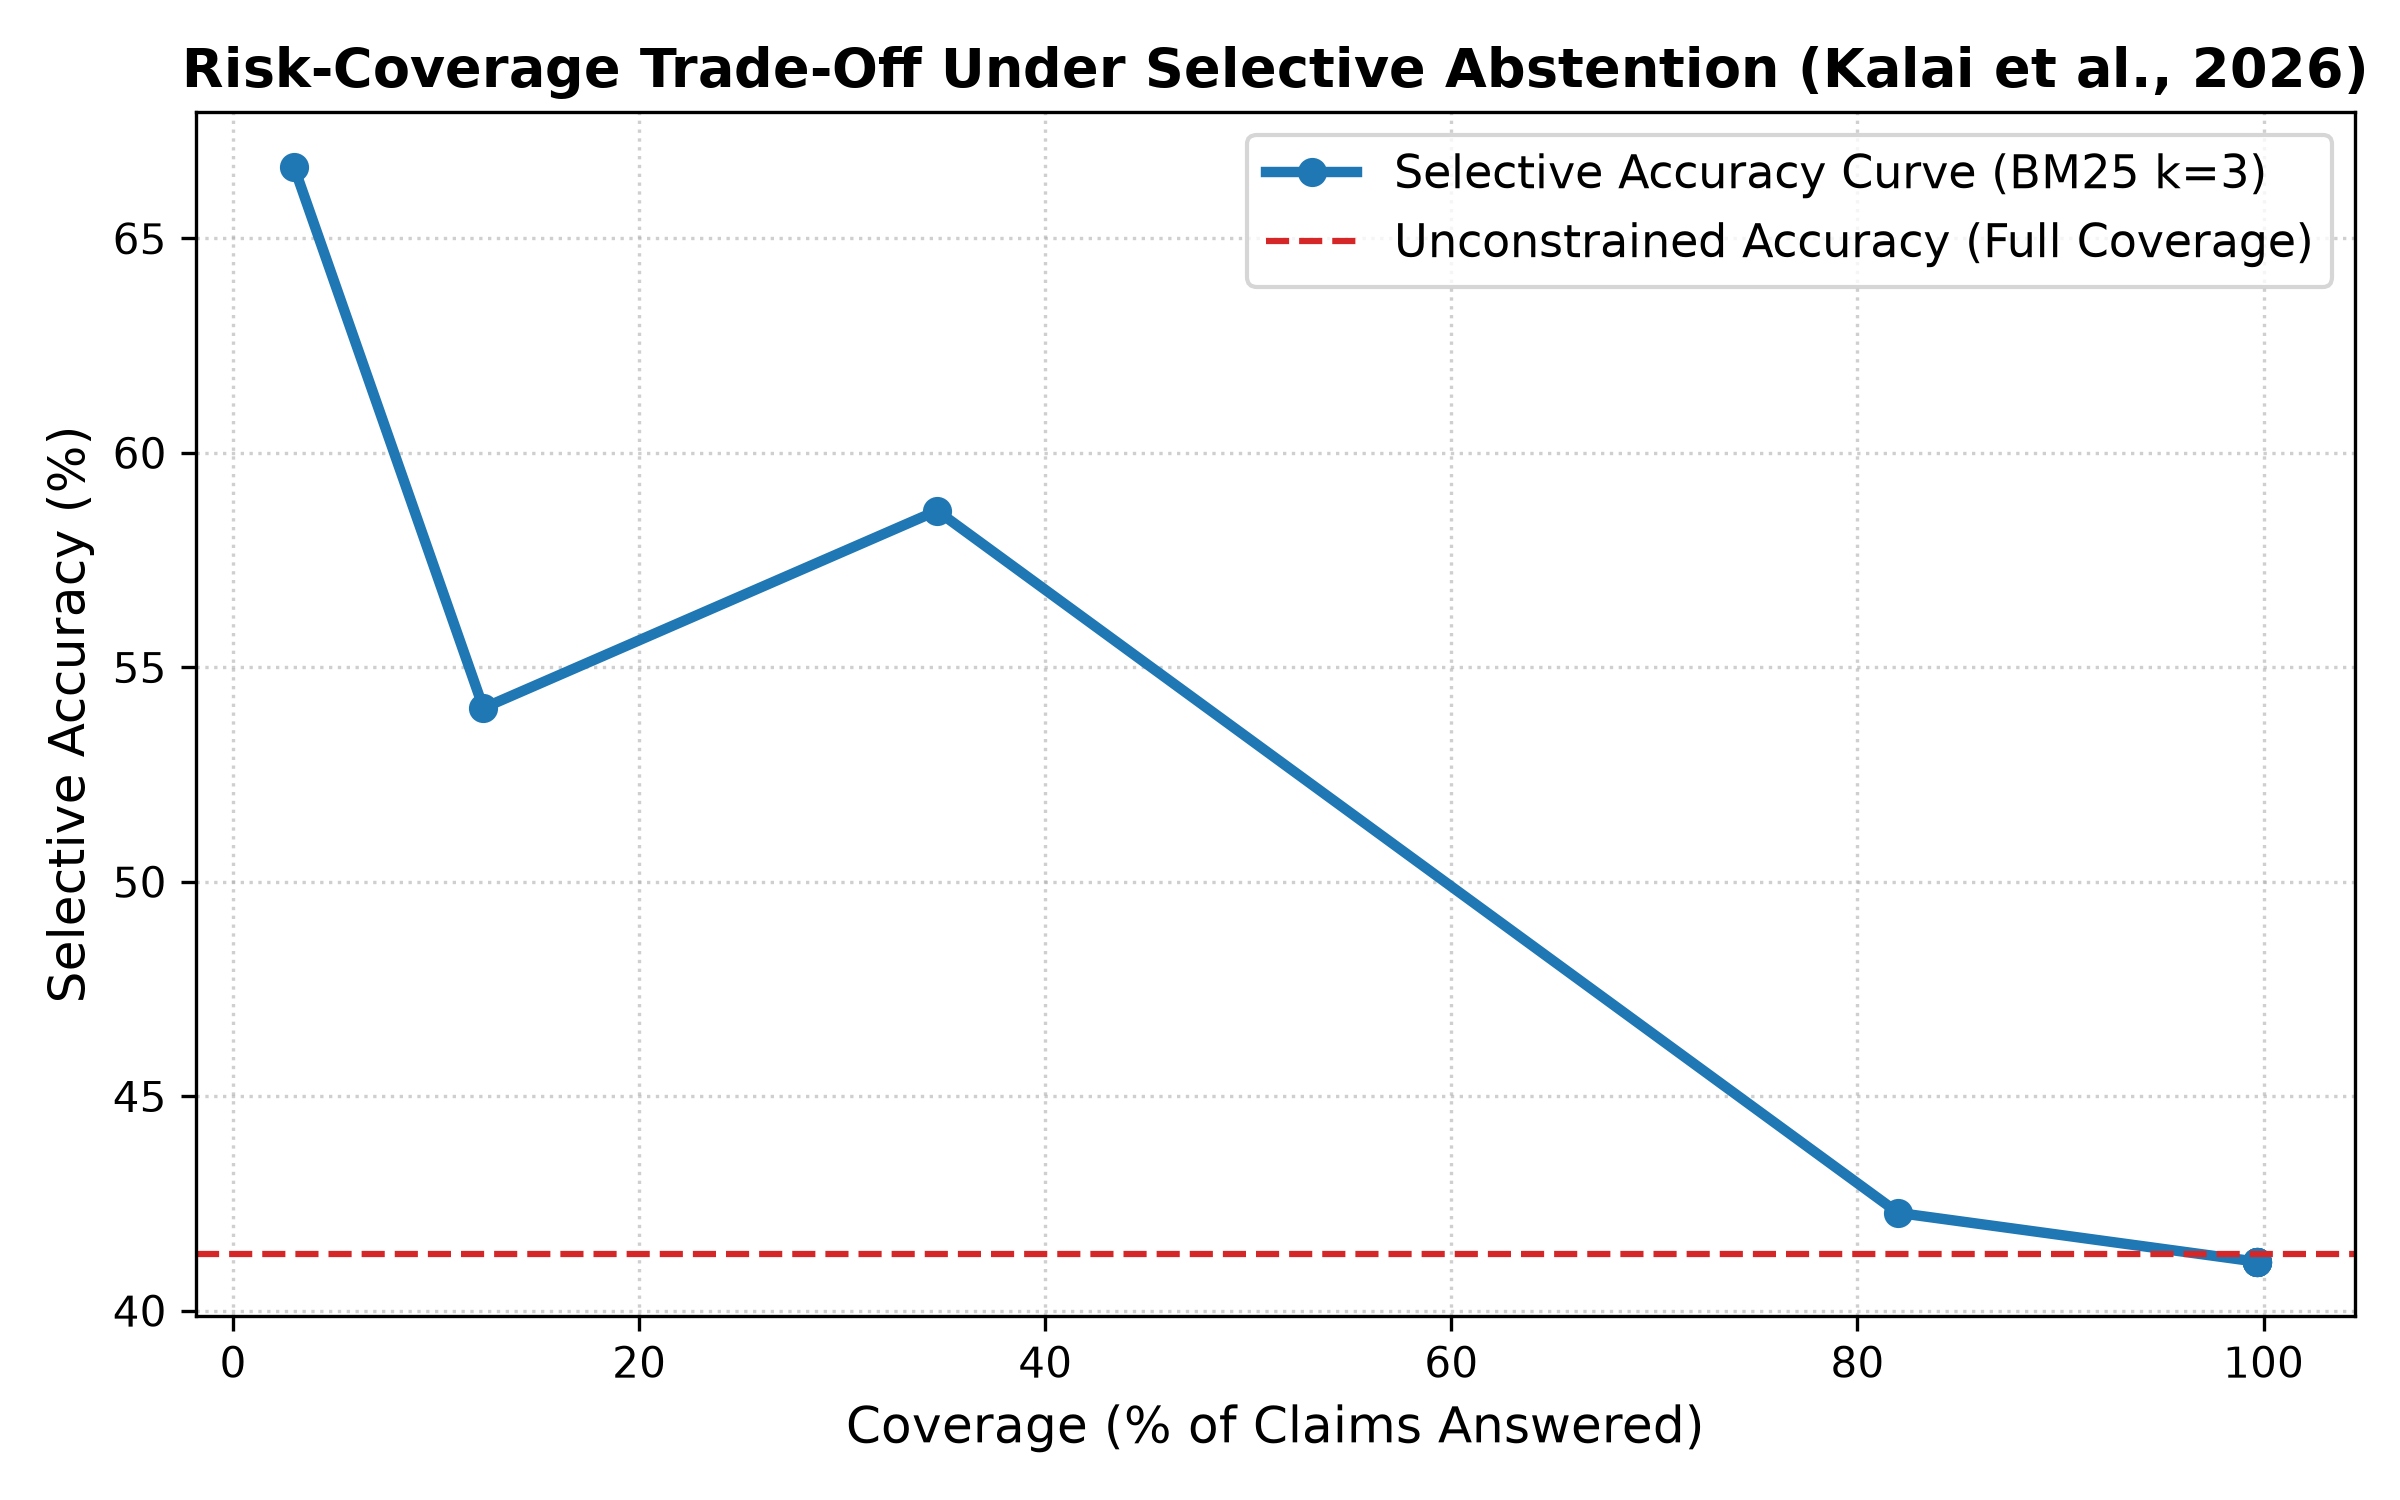 Risk-Coverage Trade-Off Under Selective Abstention (Kalai et al., 2026)
Selective Accuracy Curve (BM25 k=3)
Unconstrained Accuracy (Full Coverage)
Selective Accuracy (%)
65
60
55
50
45
40
0 20 40 60 80 100
Coverage (% of Claims Answered)